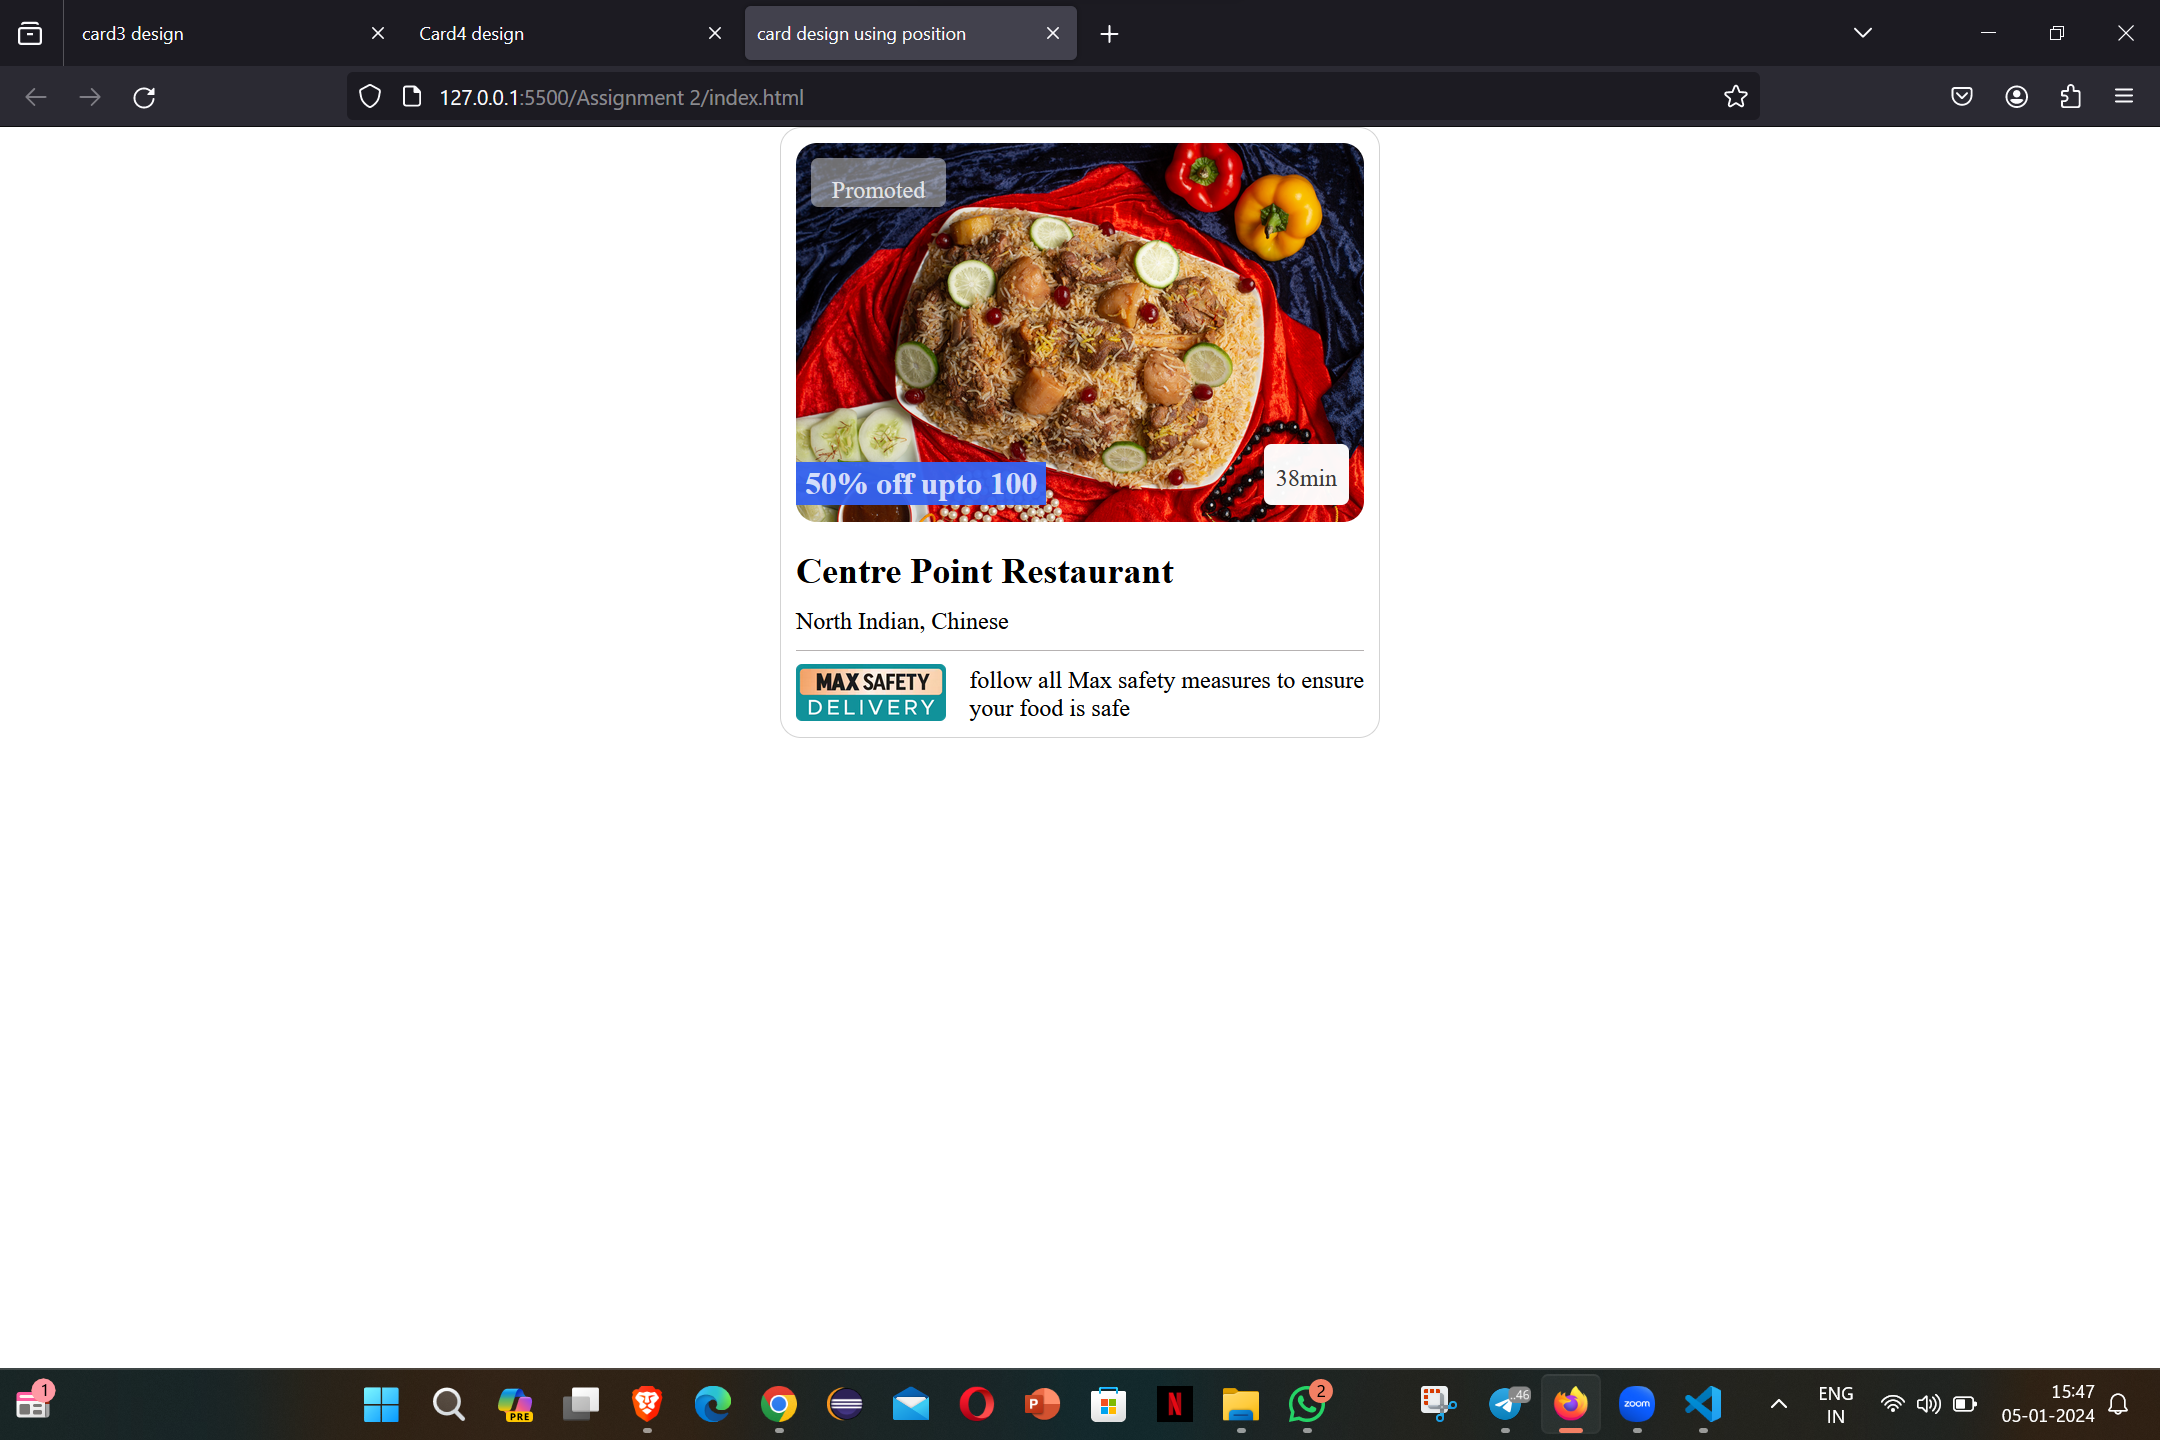 card3 design
Card4 design
card design using position
127.0.0.1:5500/Assignment 2/index.html
Promoted
50% off upto 100
38min
Centre Point Restaurant
North Indian, Chinese
MAX SAFETY
DELIVERY
follow all Max safety measures to ensure
your food is safe
1
PRE
P
N
2
..46
zoom
ENG
IN
15:47
05-01-2024